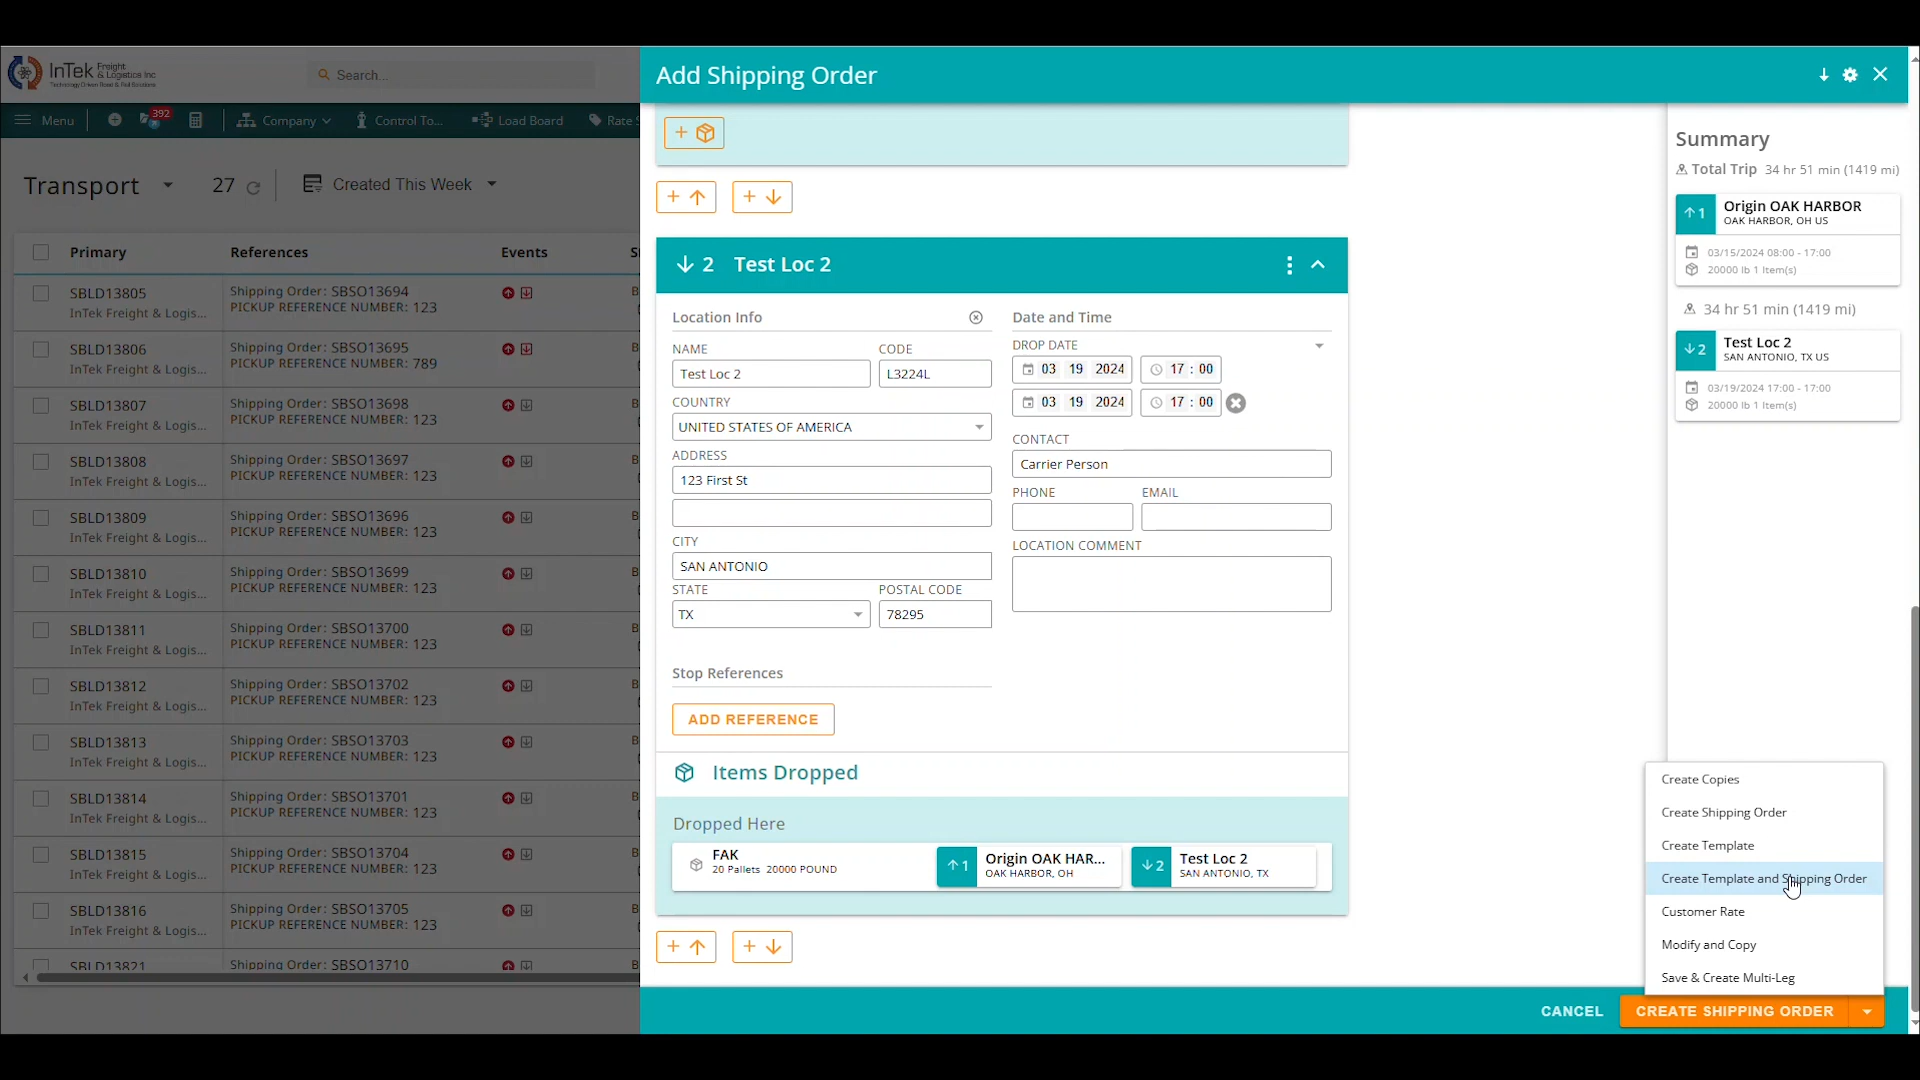 InTek Freight & Logistics Inc
Technology Driven Road & Rail Solutions
Search...
Menu
392
Company
Control To...
Load Board
Rate S
Transport
27
Created This Week
Primary
References
Events
SBLD13805
InTek Freight & Logis...
Shipping Order: SBSO13694
PICKUP REFERENCE NUMBER: 123
SBLD13806
InTek Freight & Logis...
Shipping Order: SBSO13695
PICKUP REFERENCE NUMBER: 789
SBLD13807
InTek Freight & Logis...
Shipping Order: SBSO13698
PICKUP REFERENCE NUMBER: 123
SBLD13808
InTek Freight & Logis...
Shipping Order: SBSO13697
PICKUP REFERENCE NUMBER: 123
SBLD13809
InTek Freight & Logis...
Shipping Order: SBSO13696
PICKUP REFERENCE NUMBER: 123
SBLD13810
InTek Freight & Logis...
Shipping Order: SBSO13699
PICKUP REFERENCE NUMBER: 123
SBLD13811
InTek Freight & Logis...
Shipping Order: SBSO13700
PICKUP REFERENCE NUMBER: 123
SBLD13812
InTek Freight & Logis...
Shipping Order: SBSO13702
PICKUP REFERENCE NUMBER: 123
SBLD13813
InTek Freight & Logis...
Shipping Order: SBSO13703
PICKUP REFERENCE NUMBER: 123
SBLD13814
InTek Freight & Logis...
Shipping Order: SBSO13701
PICKUP REFERENCE NUMBER: 123
SBLD13815
InTek Freight & Logis...
Shipping Order: SBSO13704
PICKUP REFERENCE NUMBER: 123
SBLD13816
InTek Freight & Logis...
Shipping Order: SBSO13705
PICKUP REFERENCE NUMBER: 123
SBLD13821
Shipping Order: SBSO13710
Add Shipping Order
2 Test Loc 2
Location Info
NAME
CODE
Test Loc 2
L3224L
COUNTRY
UNITED STATES OF AMERICA
ADDRESS
123 First St
CITY
SAN ANTONIO
STATE
POSTAL CODE
TX
78295
Date and Time
DROP DATE
03 19 2024
17 : 00
03 19 2024
17 : 00
CONTACT
Carrier Person
PHONE
EMAIL
LOCATION COMMENT
Stop References
ADD REFERENCE
Items Dropped
Dropped Here
FAK
20 Pallets 20000 POUND
1
Origin OAK HAR...
OAK HARBOR, OH
2
Test Loc 2
SAN ANTONIO, TX
Summary
Total Trip 34 hr 51 min (1419 mi)
1
Origin OAK HARBOR
OAK HARBOR, OH US
03/15/2024 08:00 - 17:00
20000 lb 1 Item(s)
34 hr 51 min (1419 mi)
2
Test Loc 2
SAN ANTONIO, TX US
03/19/2024 17:00 - 17:00
20000 lb 1 Item(s)
Create Copies
Create Shipping Order
Create Template
Create Template and Shipping Order
Customer Rate
Modify and Copy
Save & Create Multi-Leg
CANCEL
CREATE SHIPPING ORDER